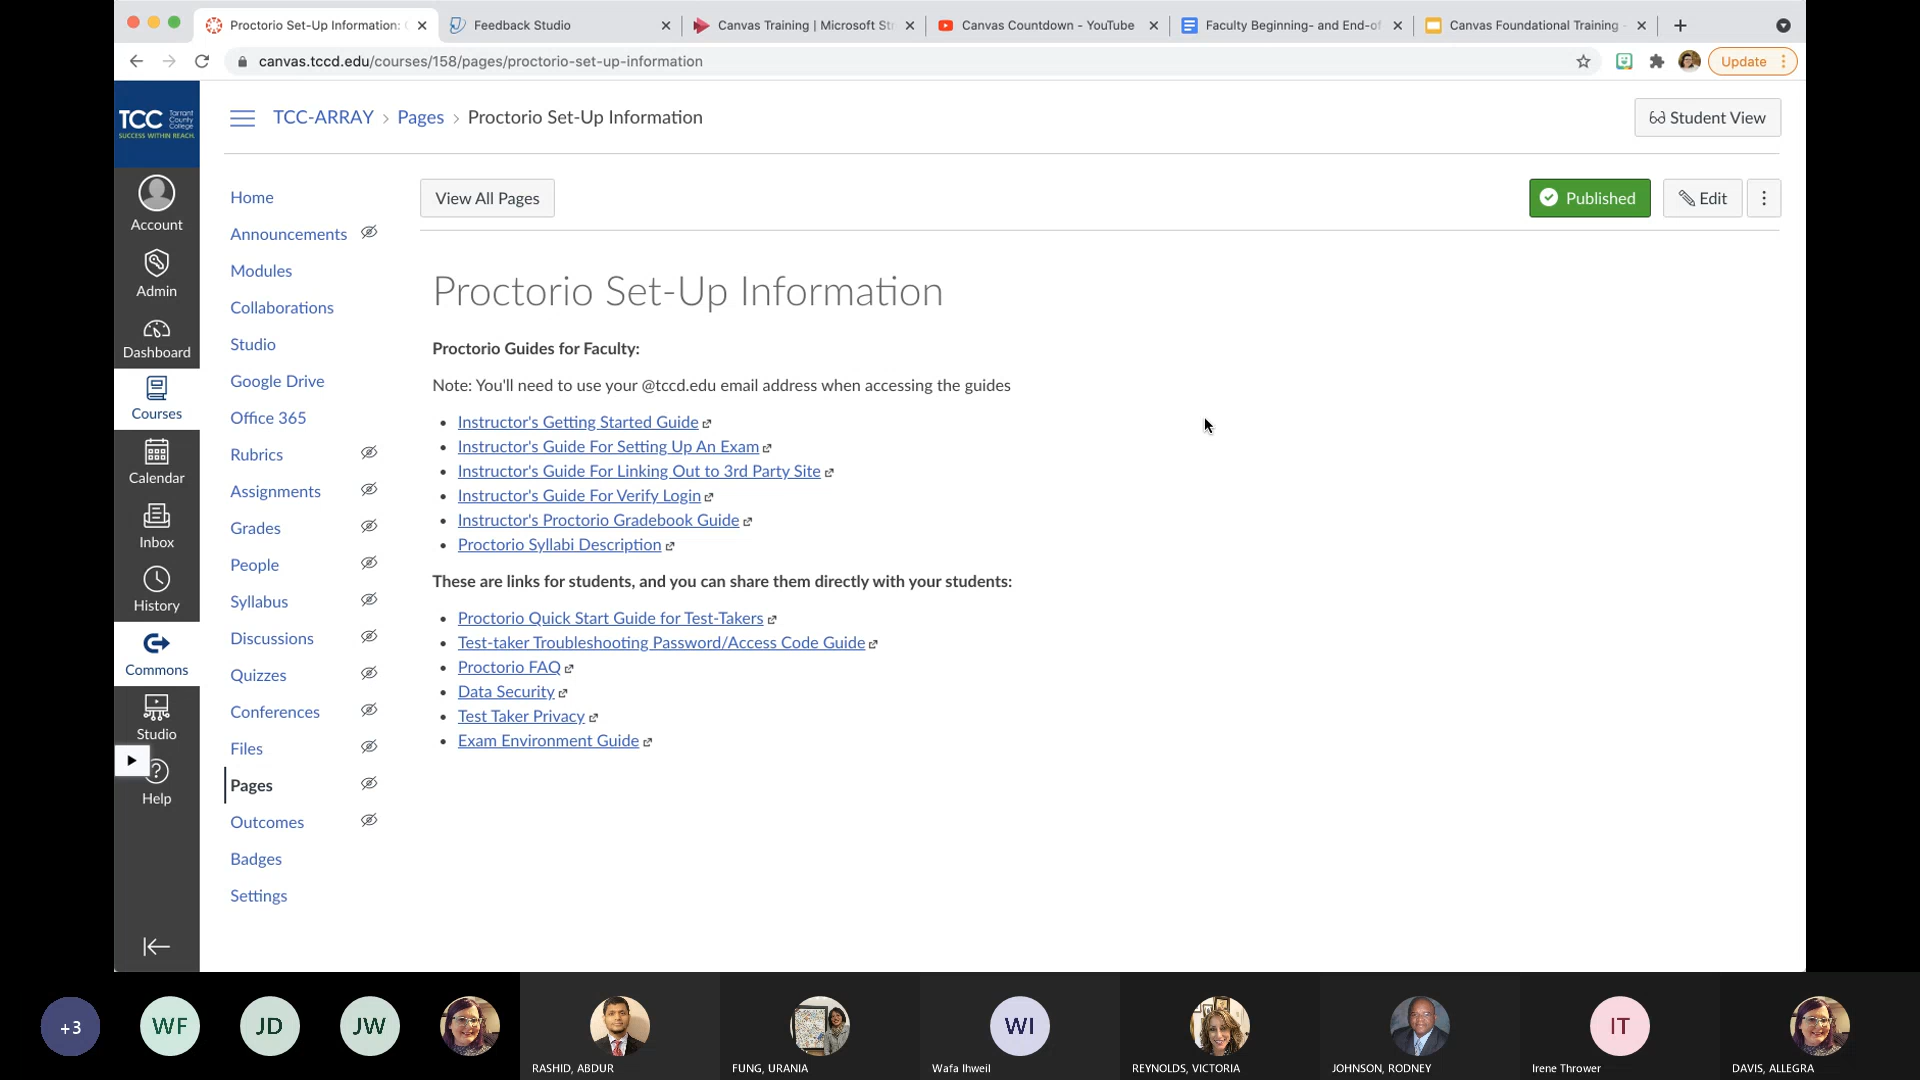 Proctorio Set-Up Information:
Feedback Studio
Canvas Training | Microsoft St
Canvas Countdown - YouTube
Faculty Beginning- and End-of
Canvas Foundational Training -
canvas.tccd.edu/courses/158/pages/proctorio-set-up-information
Update
TCC Tarrant County College
SUCCESS WITHIN REACH.
TCC-ARRAY > Pages > Proctorio Set-Up Information
Student View
Account
Admin
Dashboard
Courses
Calendar
Inbox
History
Commons
Studio
Help
Home
Announcements
Modules
Collaborations
Studio
Google Drive
Office 365
Rubrics
Assignments
Grades
People
Syllabus
Discussions
Quizzes
Conferences
Files
Pages
Outcomes
Badges
Settings
View All Pages
Published
Edit
Proctorio Set-Up Information
Proctorio Guides for Faculty:
Note: You'll need to use your @tccd.edu email address when accessing the guides
• Instructor's Getting Started Guide
• Instructor's Guide For Setting Up An Exam
• Instructor's Guide For Linking Out to 3rd Party Site
• Instructor's Guide For Verify Login
• Instructor's Proctorio Gradebook Guide
• Proctorio Syllabi Description
These are links for students, and you can share them directly with your students:
• Proctorio Quick Start Guide for Test-Takers
• Test-taker Troubleshooting Password/Access Code Guide
• Proctorio FAQ
• Data Security
• Test Taker Privacy
• Exam Environment Guide
+3
WF
JD
JW
WI
IT
RASHID, ABDUR
FUNG, URANIA
Wafa Ihweil
REYNOLDS, VICTORIA
JOHNSON, RODNEY
Irene Thrower
DAVIS, ALLEGRA